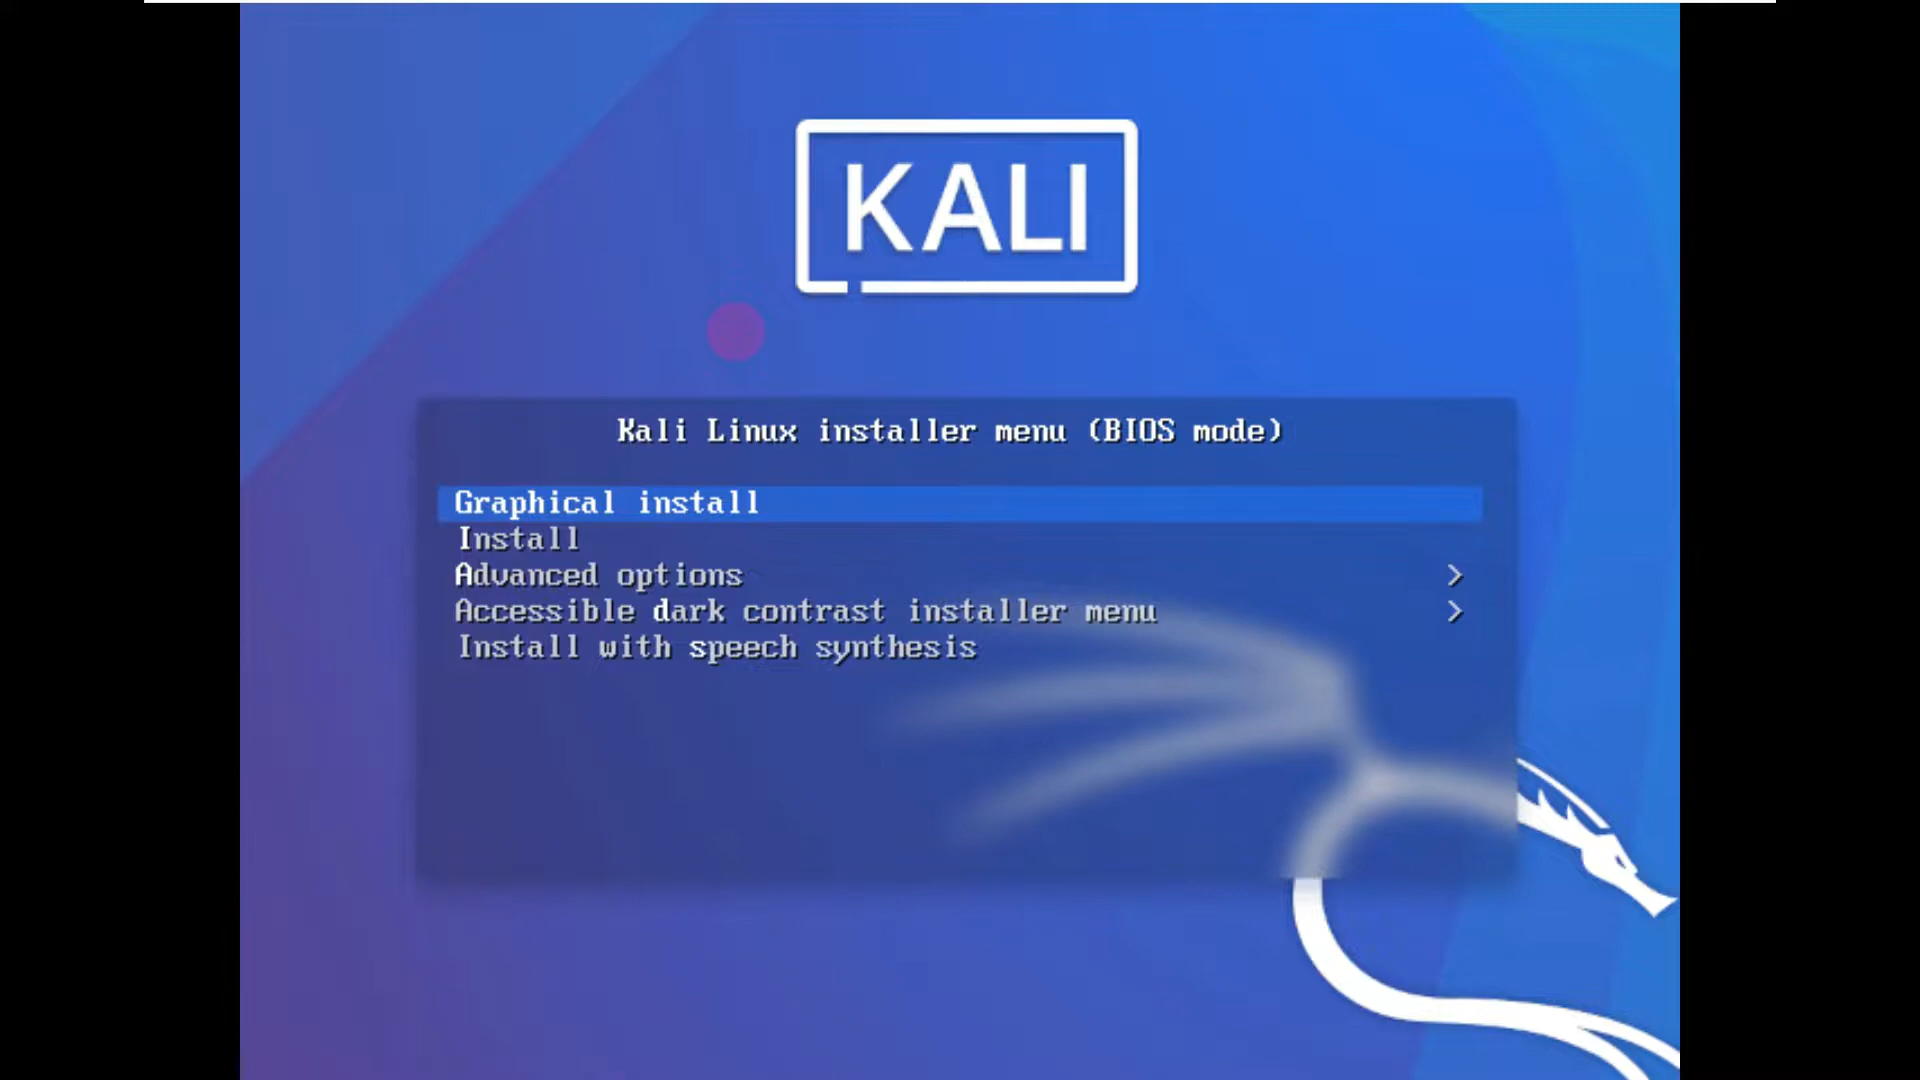 KALI
Kali Linux installer menu (BIOS mode)
Graphical install
Install
Advanced options >
Accessible dark contrast installer menu >
Install with speech synthesis